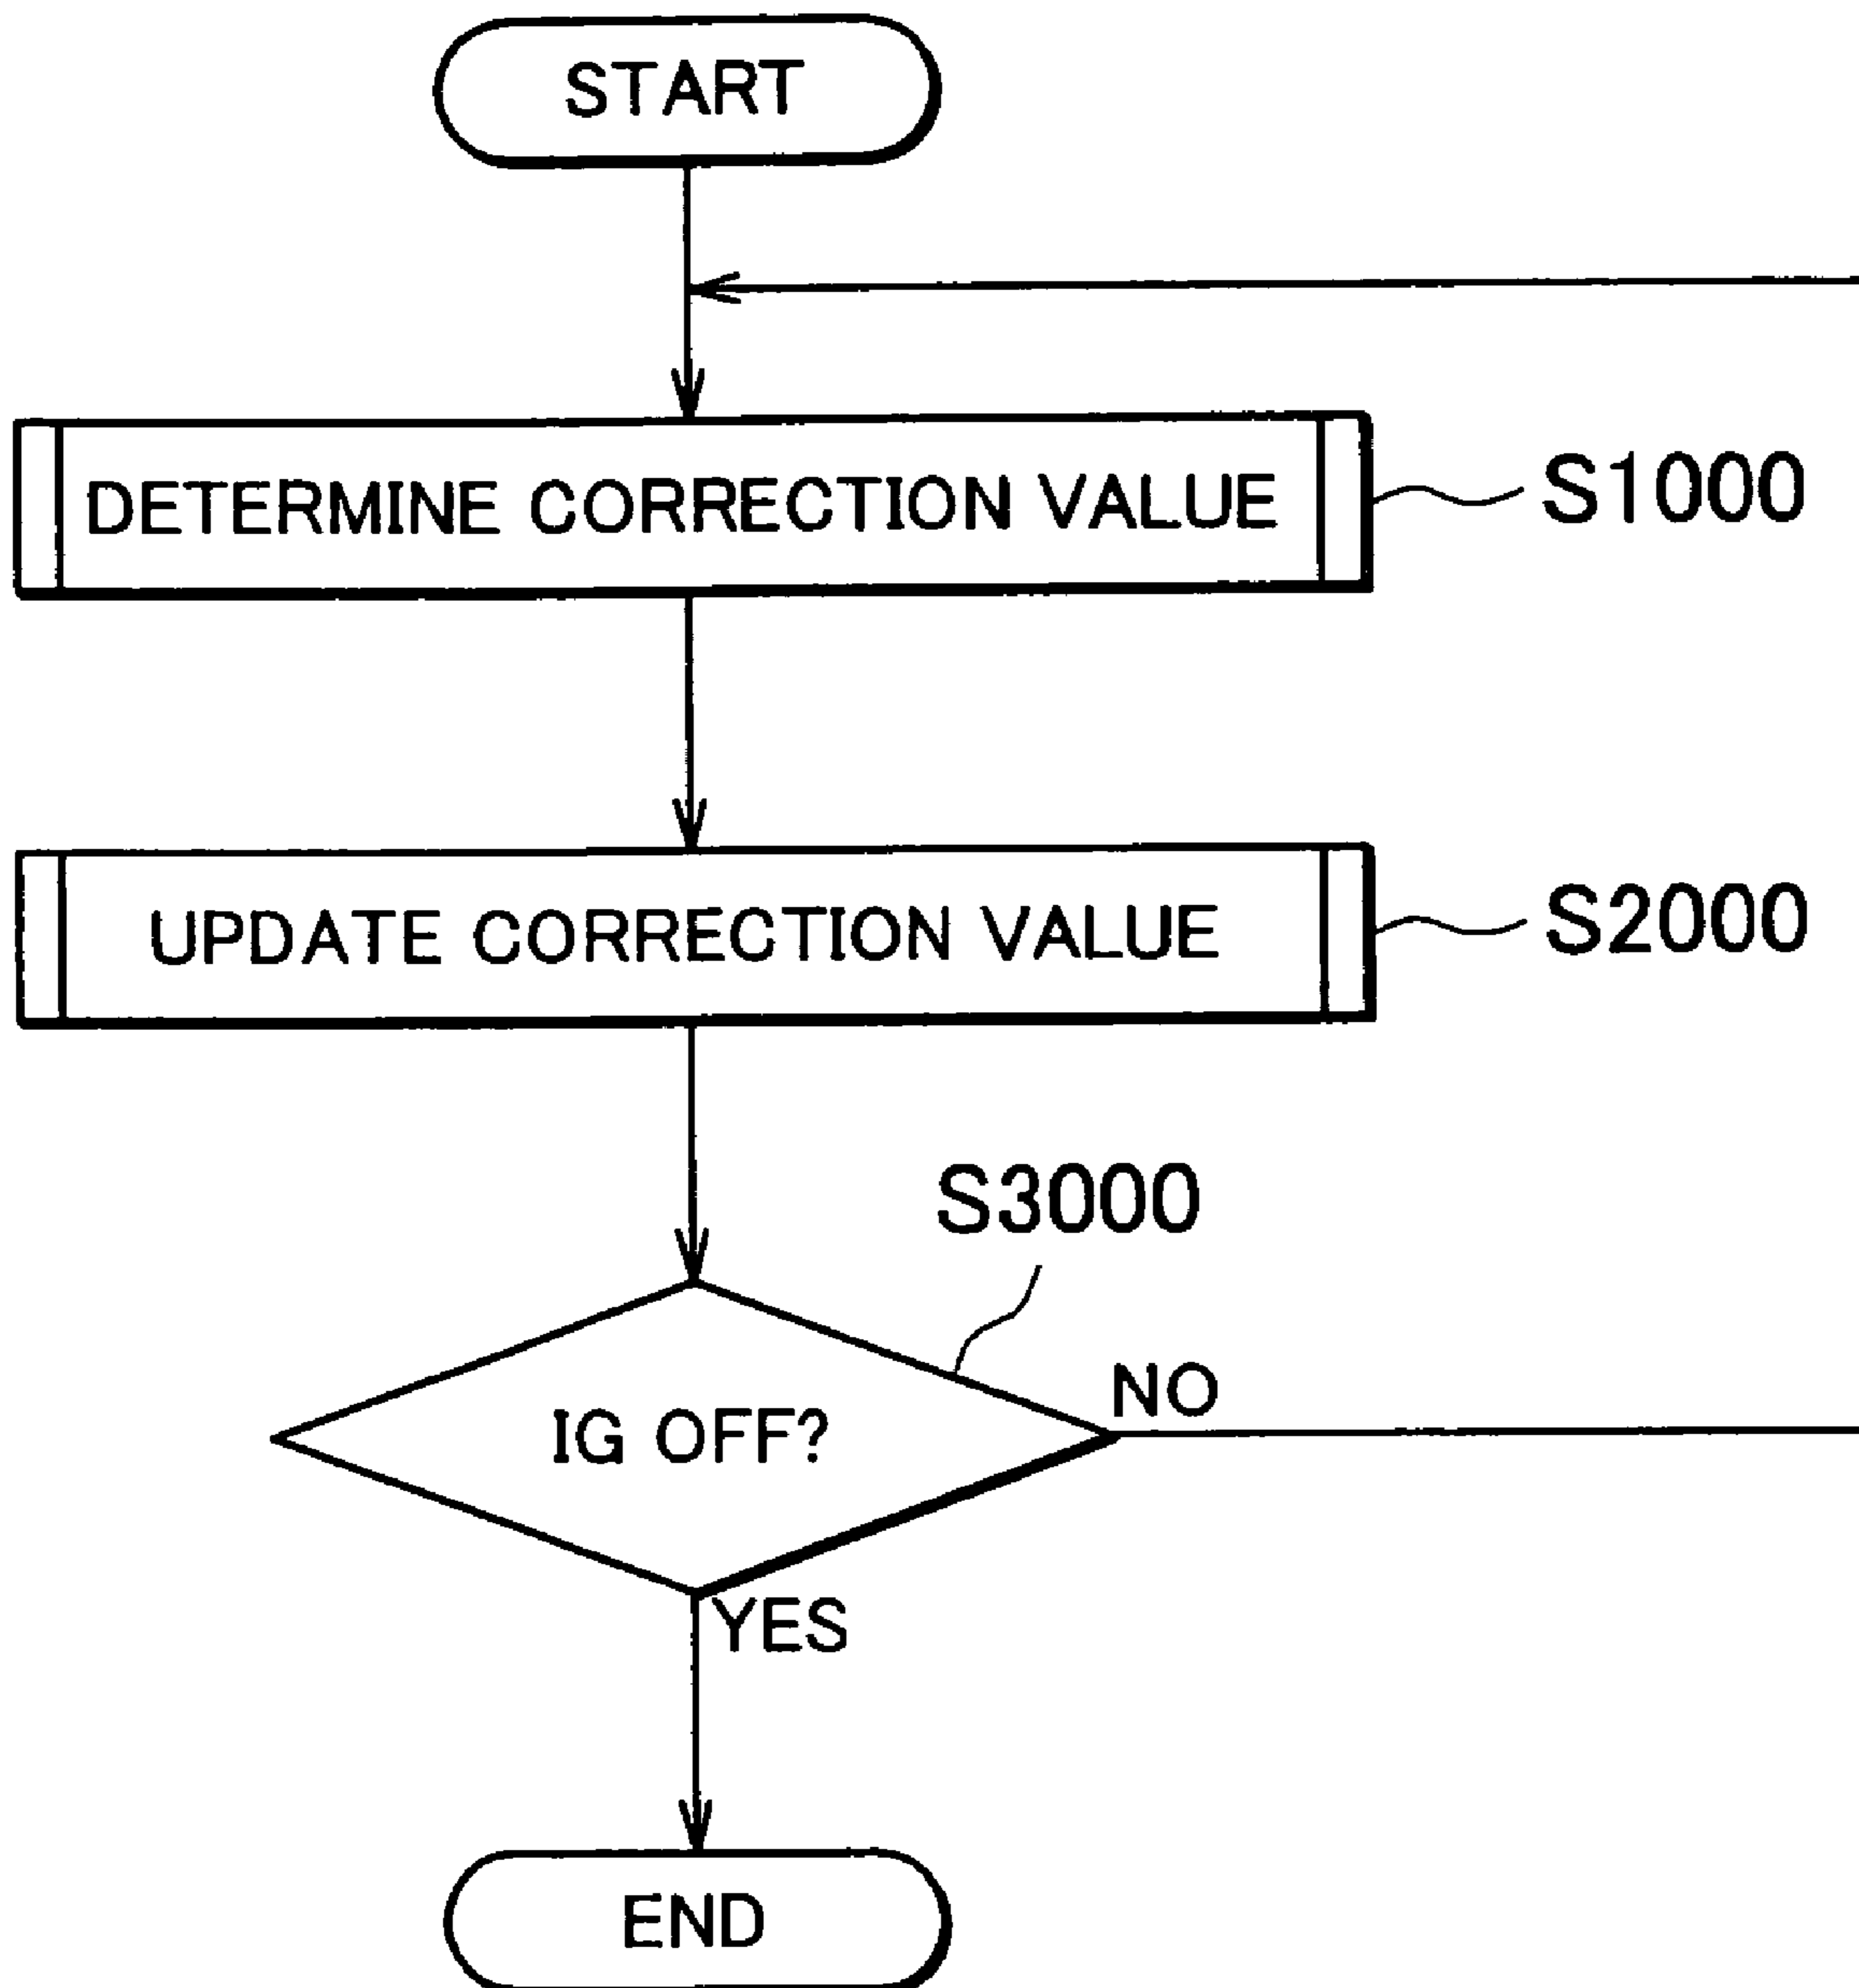 START
DETERMINE CORRECTION VALUE
S1000
UPDATE CORRECTION VALUE
S2000
S3000
IG OFF?
NO
YES
END